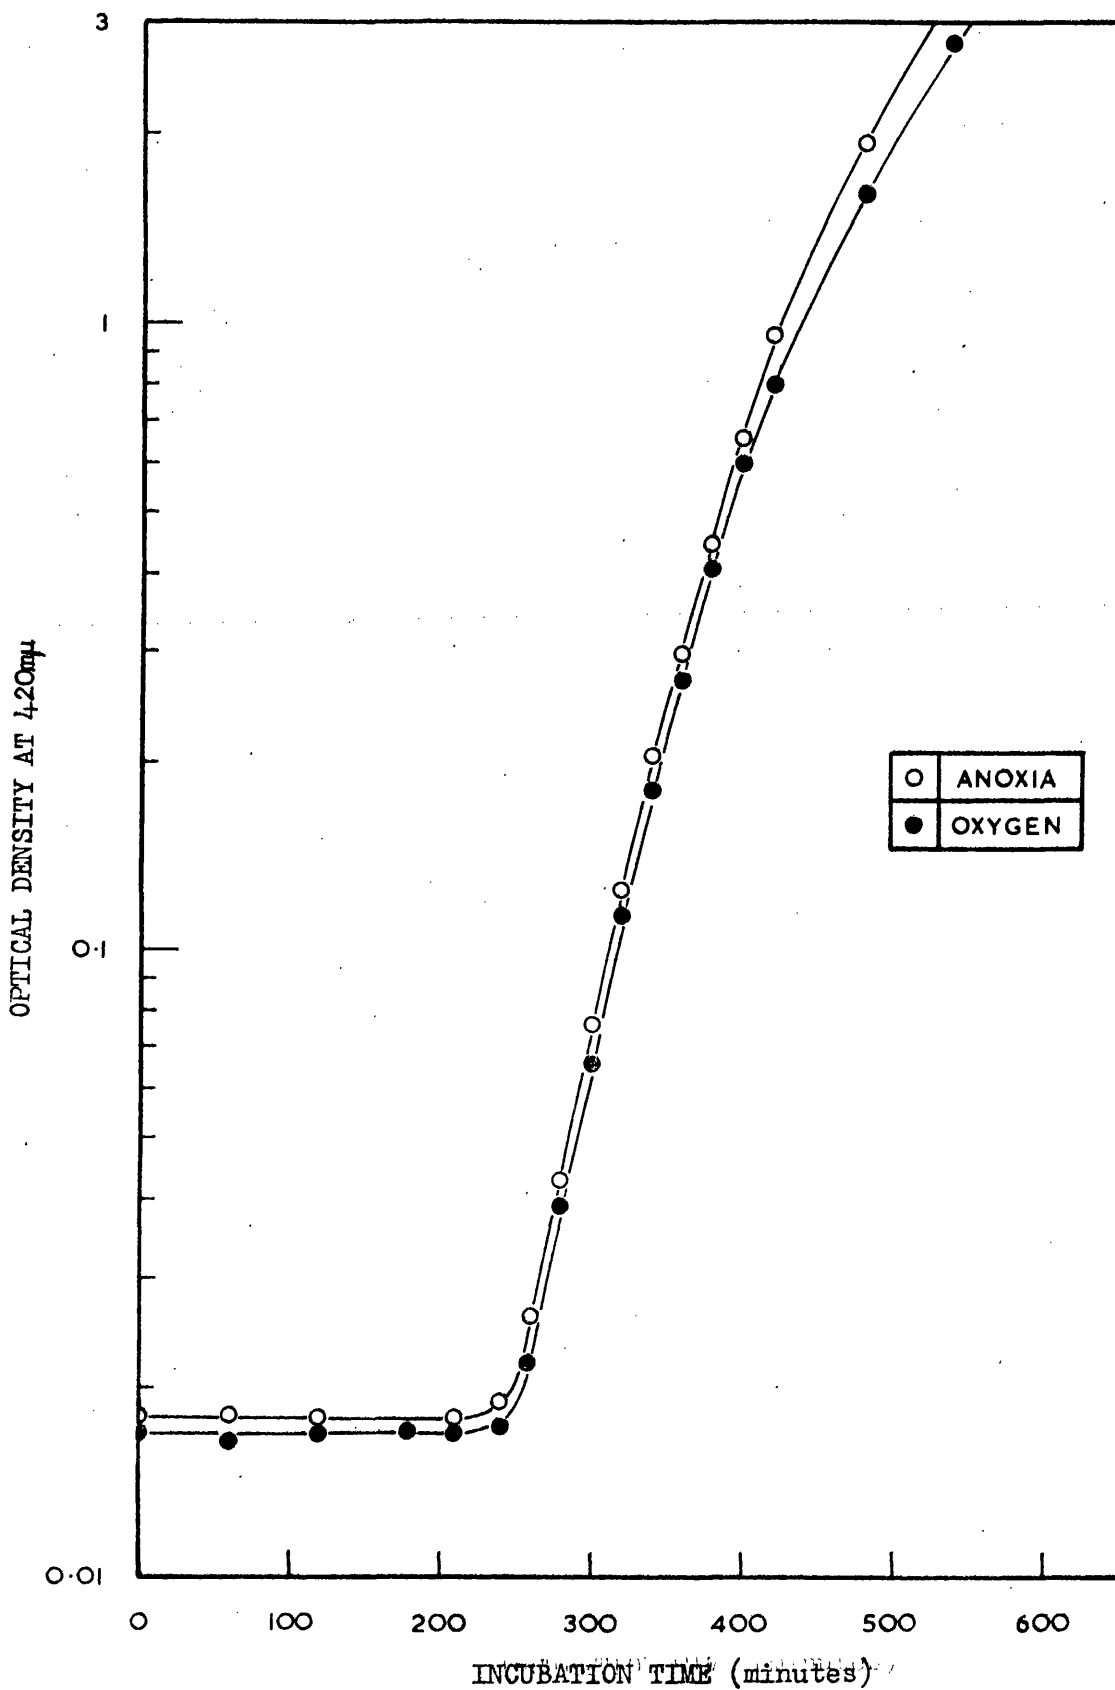 3
1
0·1
0·01
OPTICAL DENSITY AT 420mµ
ANOXIA
OXYGEN
0 100 200 300 400 500 600
INCUBATION TIME (minutes)